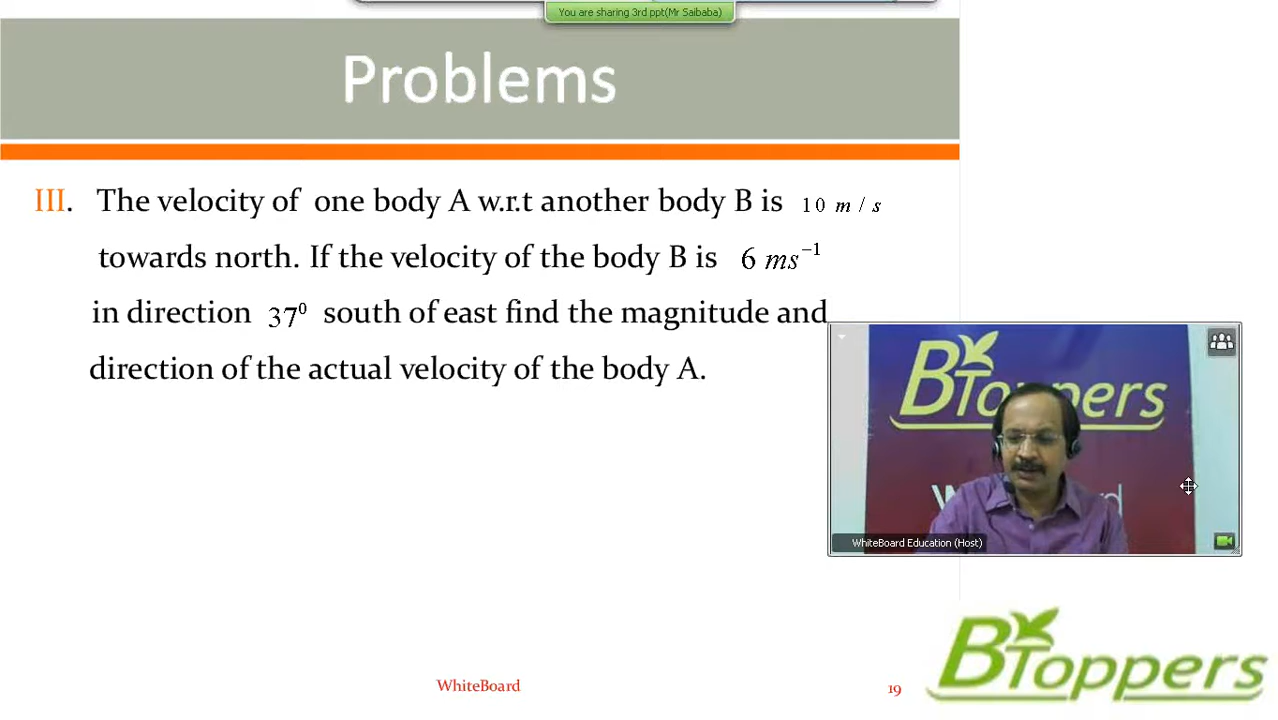 You are sharing 3rd ppt(Mr Saibaba)
Problems
III. The velocity of one body A w.r.t another body B is 10 m / s
towards north. If the velocity of the body B is 6 ms⁻¹
in direction 37⁰ south of east find the magnitude and
direction of the actual velocity of the body A.
BToppers
WhiteBoard Education (Host)
WhiteBoard
19
BToppers